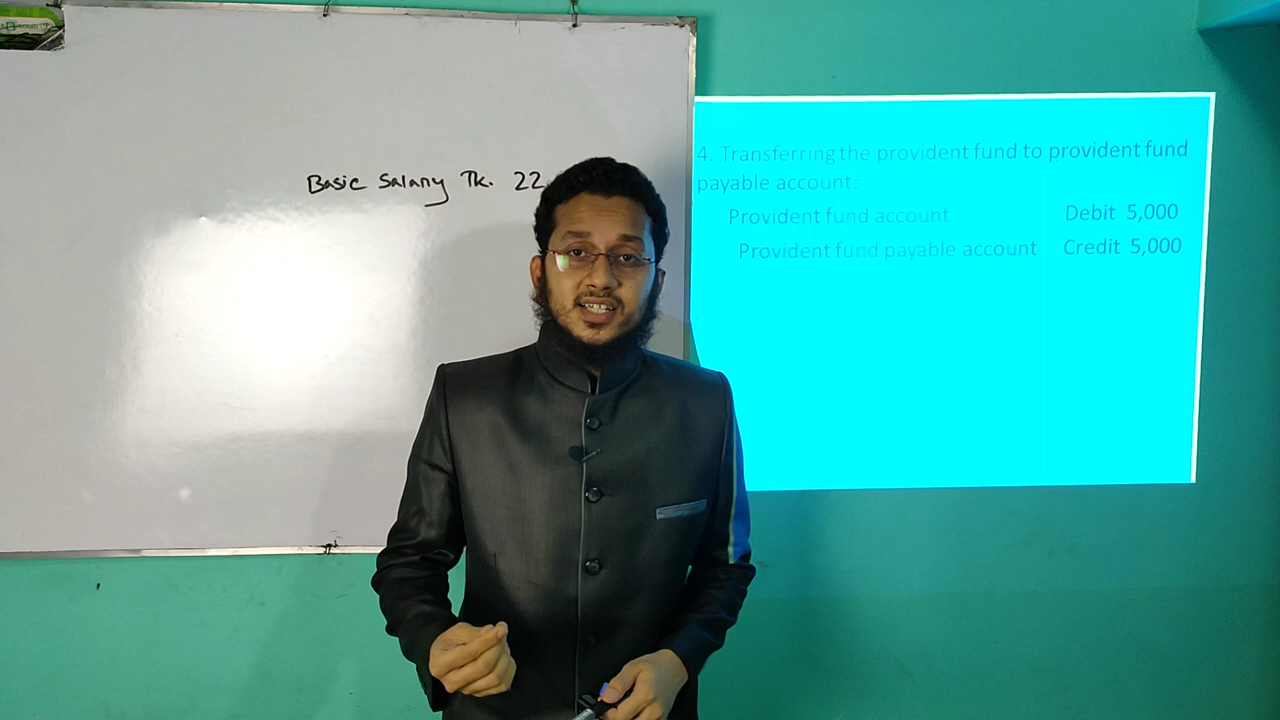 Basic Salary Tk. 22
4. Transferring the provident fund to provident fund
payable account:
Provident fund account Debit 5,000
Provident fund payable account Credit 5,000